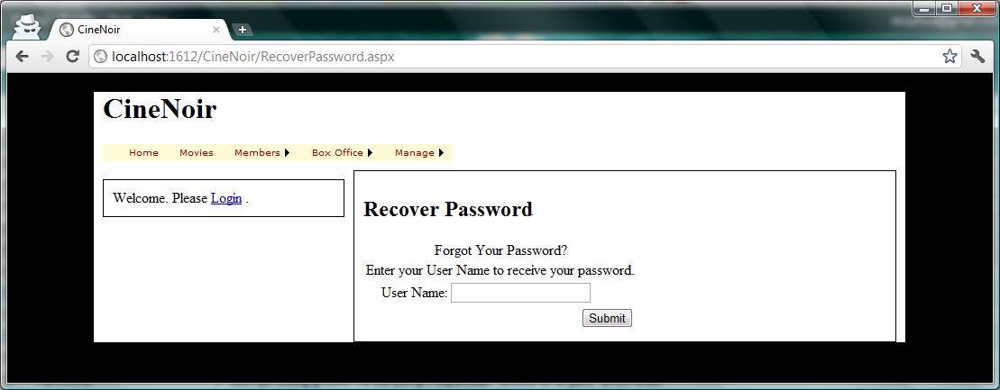 CineNoir
localhost:1612/CineNoir/RecoverPassword.aspx
CineNoir
Home Movies Members Box Office Manage
Welcome. Please Login .
Recover Password
Forgot Your Password?
Enter your User Name to receive your password.
User Name:
Submit